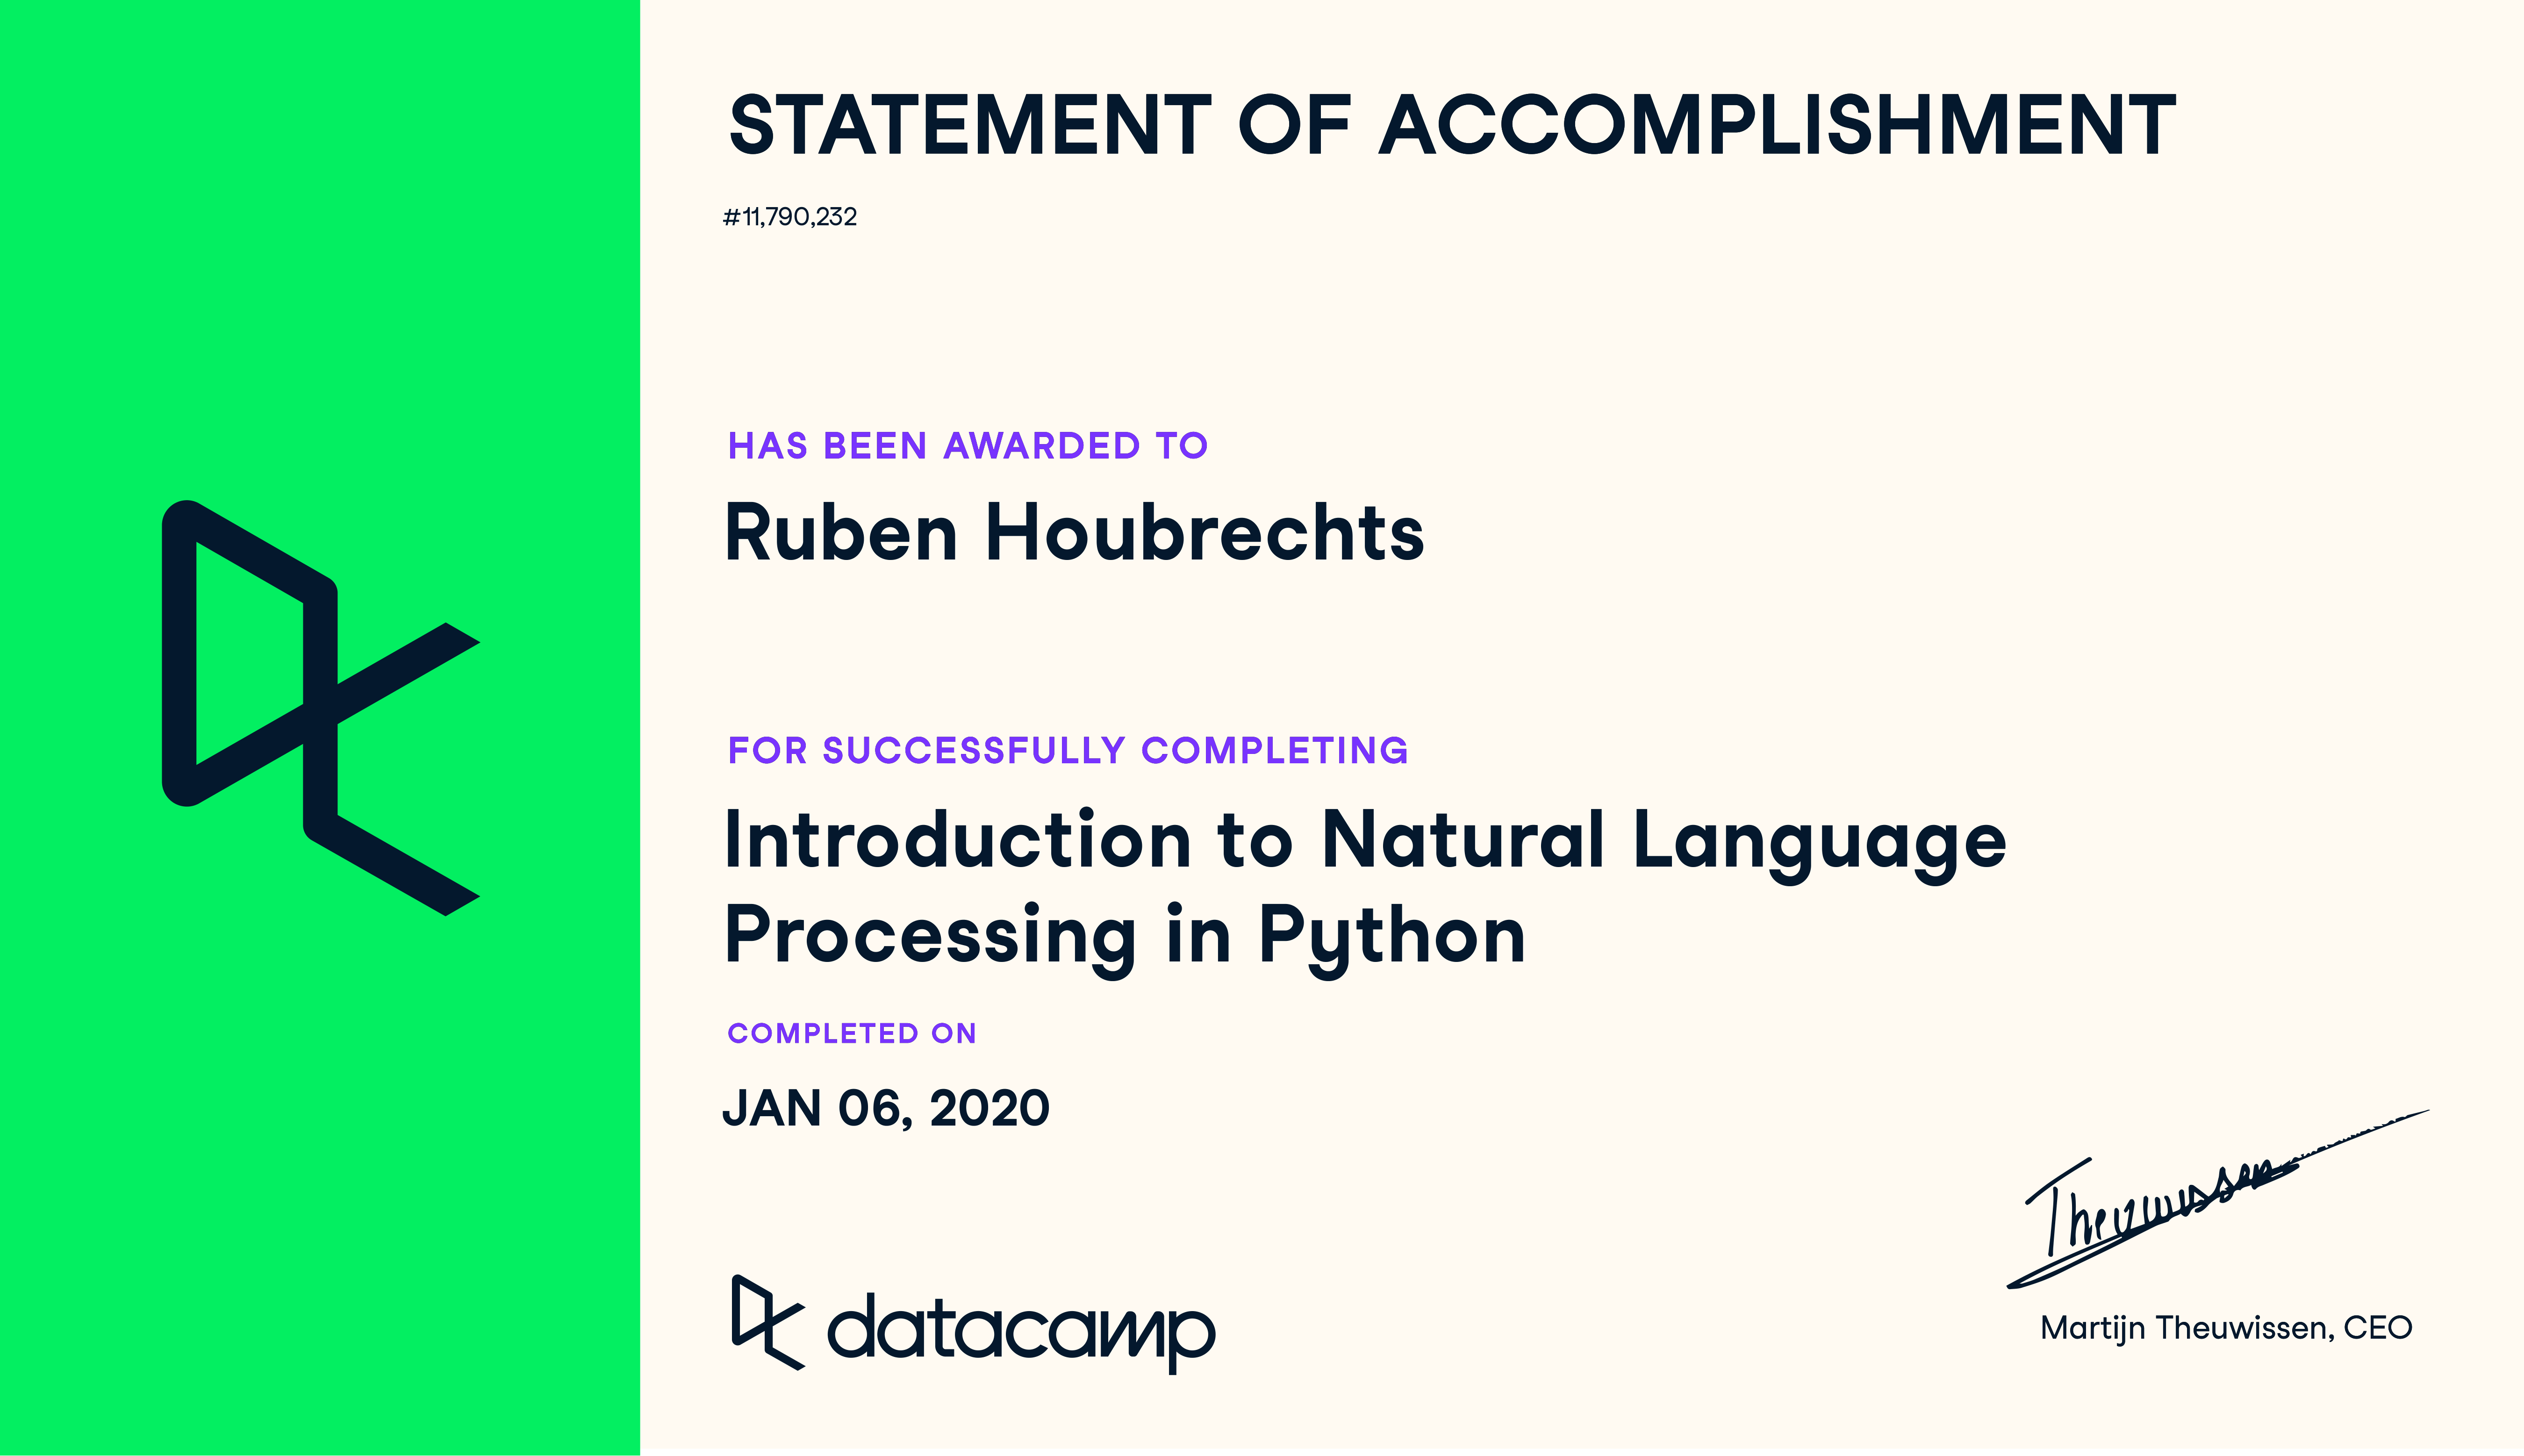 STATEMENT OF ACCOMPLISHMENT
#11,790,232
HAS BEEN AWARDED TO
Ruben Houbrechts
FOR SUCCESSFULLY COMPLETING
Introduction to Natural Language
Processing in Python
COMPLETED ON
JAN 06, 2020
Theuwissen
datacamp
Martijn Theuwissen, CEO